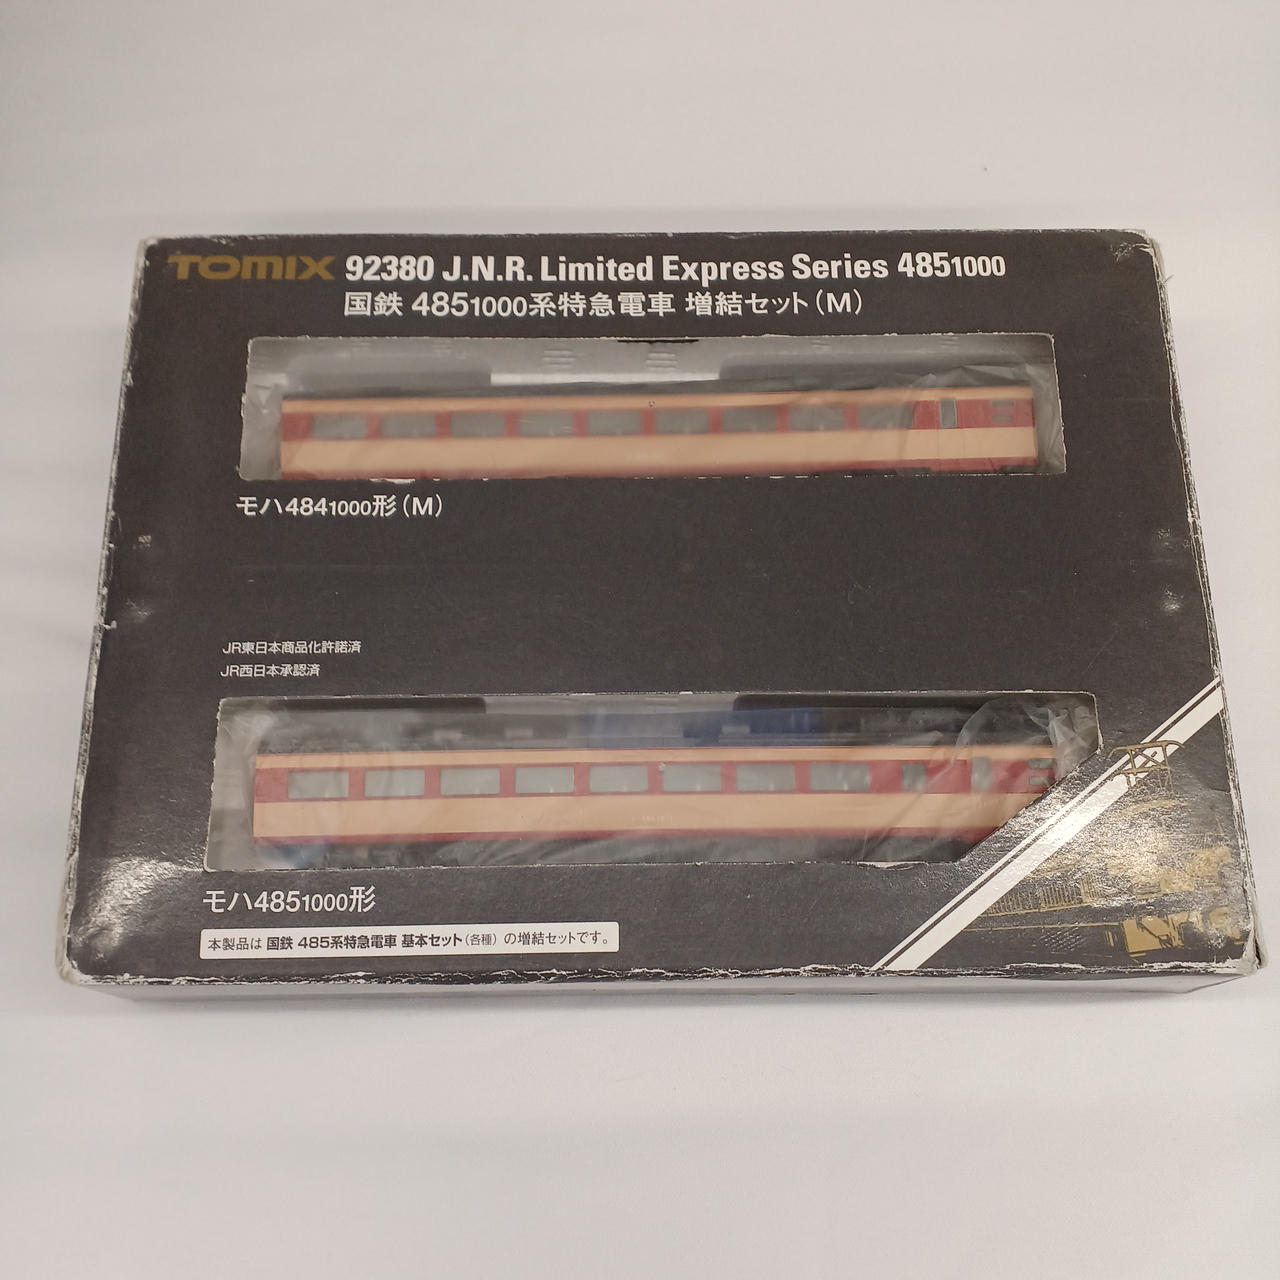 TOMIX 92380 J.N.R. Limited Express Series 4851000
国鉄 4851000系特急電車 増結セット(M)
モハ4841000形(M)
JR東日本商品化許諾済
JR西日本承認済
モハ4851000形
本製品は 国鉄 485系特急電車 基本セット(各種) の増結セットです。